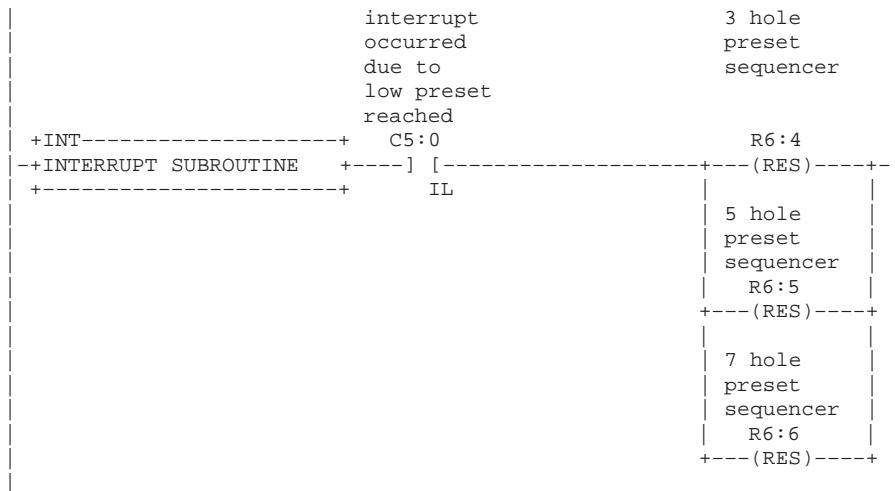 interrupt 3 hole
occurred preset
due to sequencer
low preset
reached
+INT--------------------+ C5:0 R6:4
-+INTERRUPT SUBROUTINE +----] [--------------------+---(RES)----+-
+-----------------------+ IL | |
| 5 hole |
| preset |
| sequencer |
| R6:5 |
+---(RES)----+
| |
| 7 hole |
| preset |
| sequencer |
| R6:6 |
+---(RES)----+